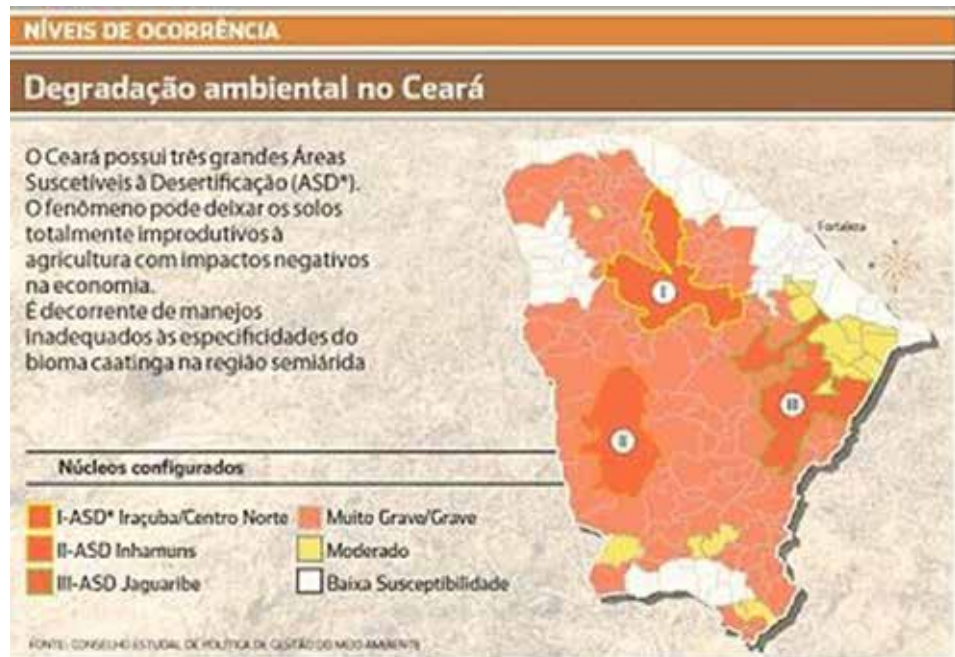 NÍVEIS DE OCORRÊNCIA
Degradação ambiental no Ceará
O Ceará possui três grandes Áreas
Suscetíveis à Desertificação (ASD*).
O fenômeno pode deixar os solos
totalmente improdutivos à
agricultura com impactos negativos
na economia.
É decorrente de manejos
inadequados às especificidades do
bioma caatinga na região semiárida
Fortaleza
I
II
III
Núcleos configurados
I-ASD* Irauçuba/Centro Norte
II-ASD Inhamuns
III-ASD Jaguaribe
Muito Grave/Grave
Moderado
Baixa Susceptibilidade
FONTE: CONSELHO ESTUDAL DE POLÍTICA DE GESTÃO DO MEIO AMBIENTE